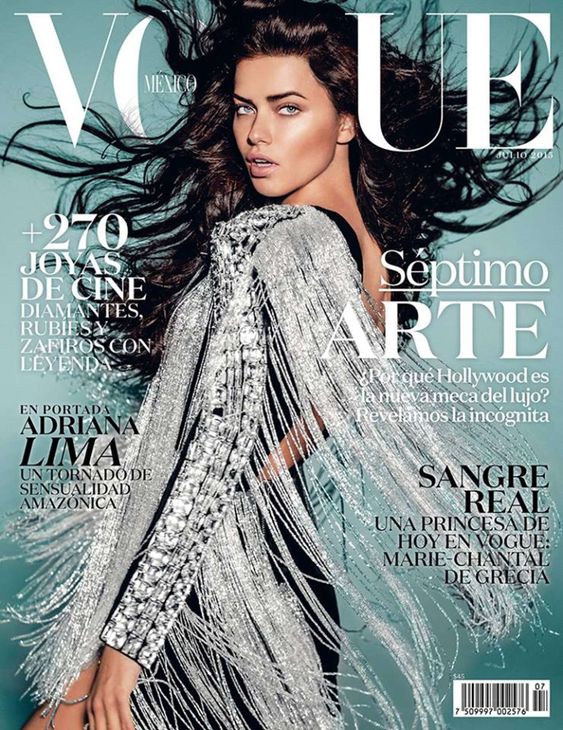 VOGUE
MÉXICO
JULIO 2015
+270
JOYAS
DE CINE
DIAMANTES,
RUBIES Y
ZAFIROS CON
LEYENDA
Séptimo
ARTE
¿Por qué Hollywood es
la nueva meca del lujo?
Revelamos la incógnita
EN PORTADA
ADRIANA
LIMA
UN TORNADO DE
SENSUALIDAD
AMAZÓNICA
SANGRE
REAL
UNA PRINCESA DE
HOY EN VOGUE:
MARIE-CHANTAL
DE GRECIA
$45
07
7 509997 002576